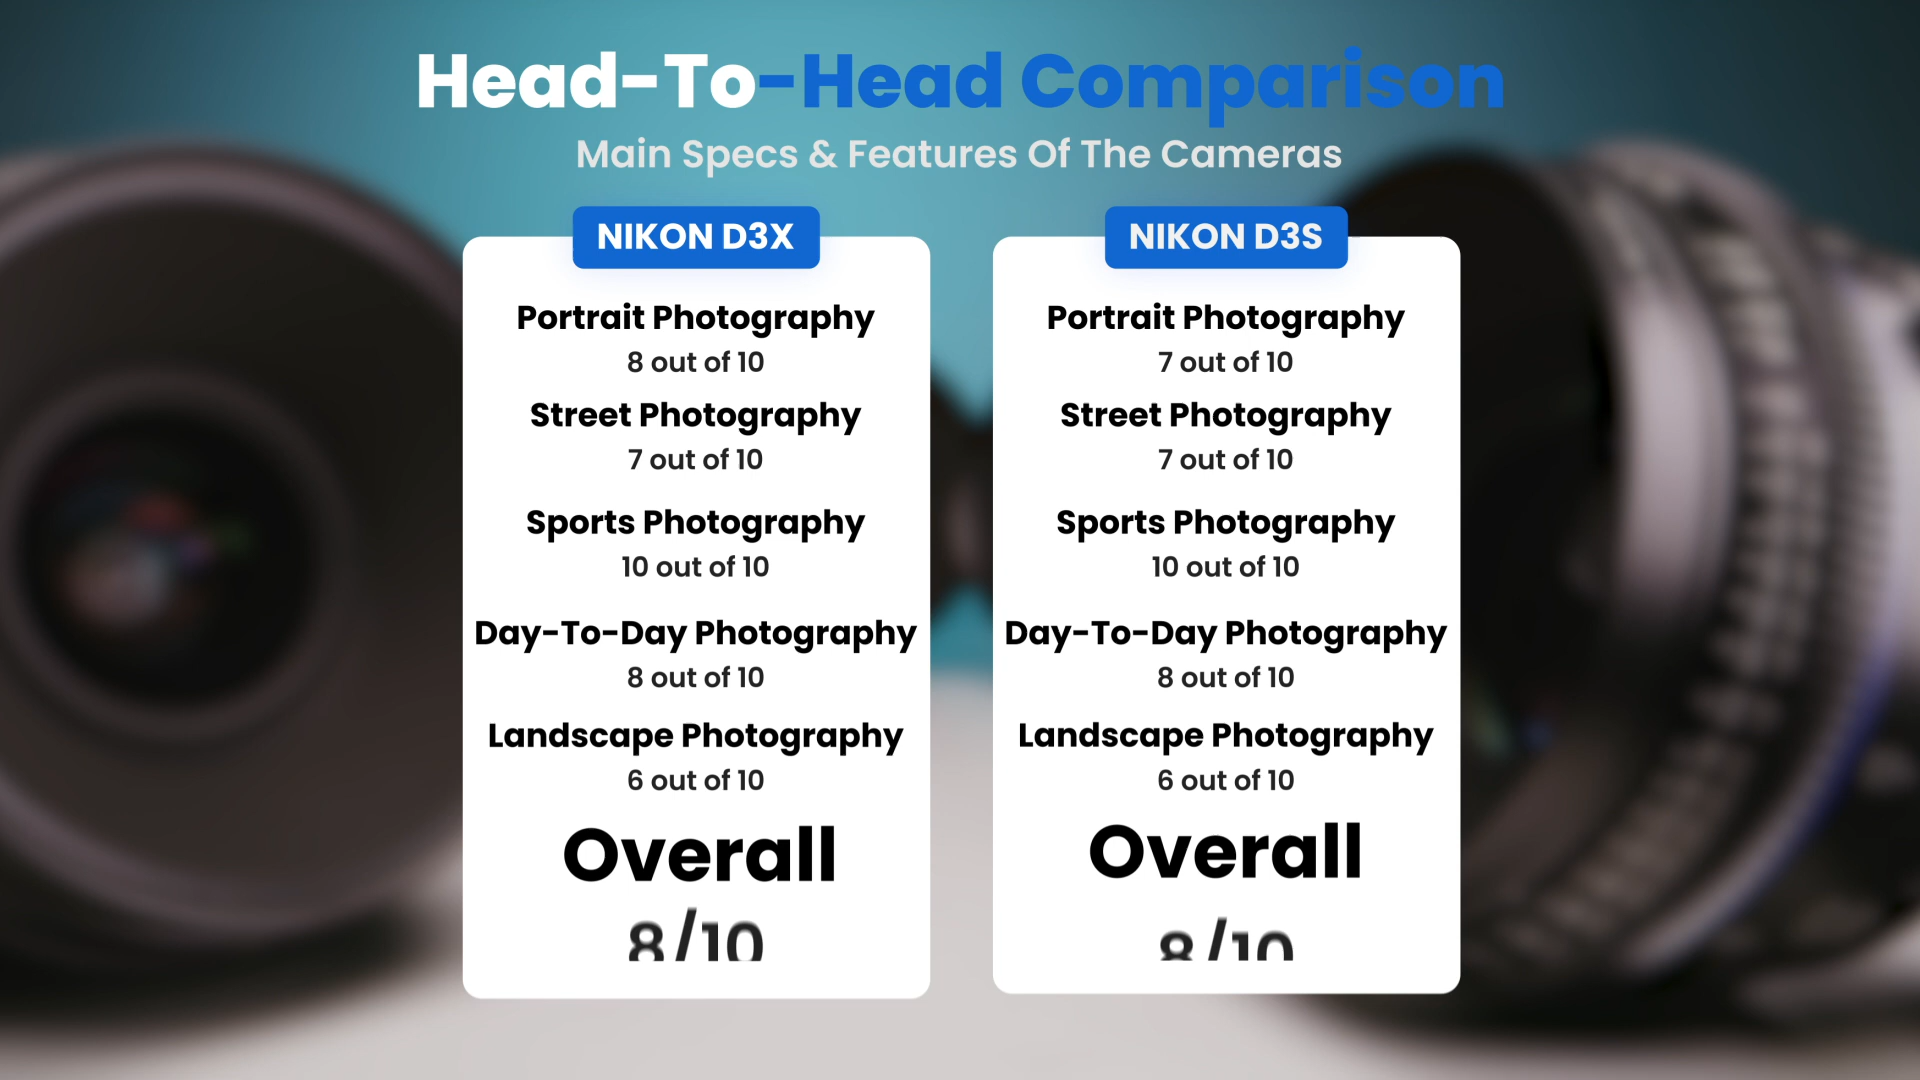 Head-To-Head Comparison
Main Specs & Features Of The Cameras
NIKON D3X
Portrait Photography
8 out of 10
Street Photography
7 out of 10
Sports Photography
10 out of 10
Day-To-Day Photography
8 out of 10
Landscape Photography
6 out of 10
Overall
8/10
NIKON D3S
Portrait Photography
7 out of 10
Street Photography
7 out of 10
Sports Photography
10 out of 10
Day-To-Day Photography
8 out of 10
Landscape Photography
6 out of 10
Overall
8/10